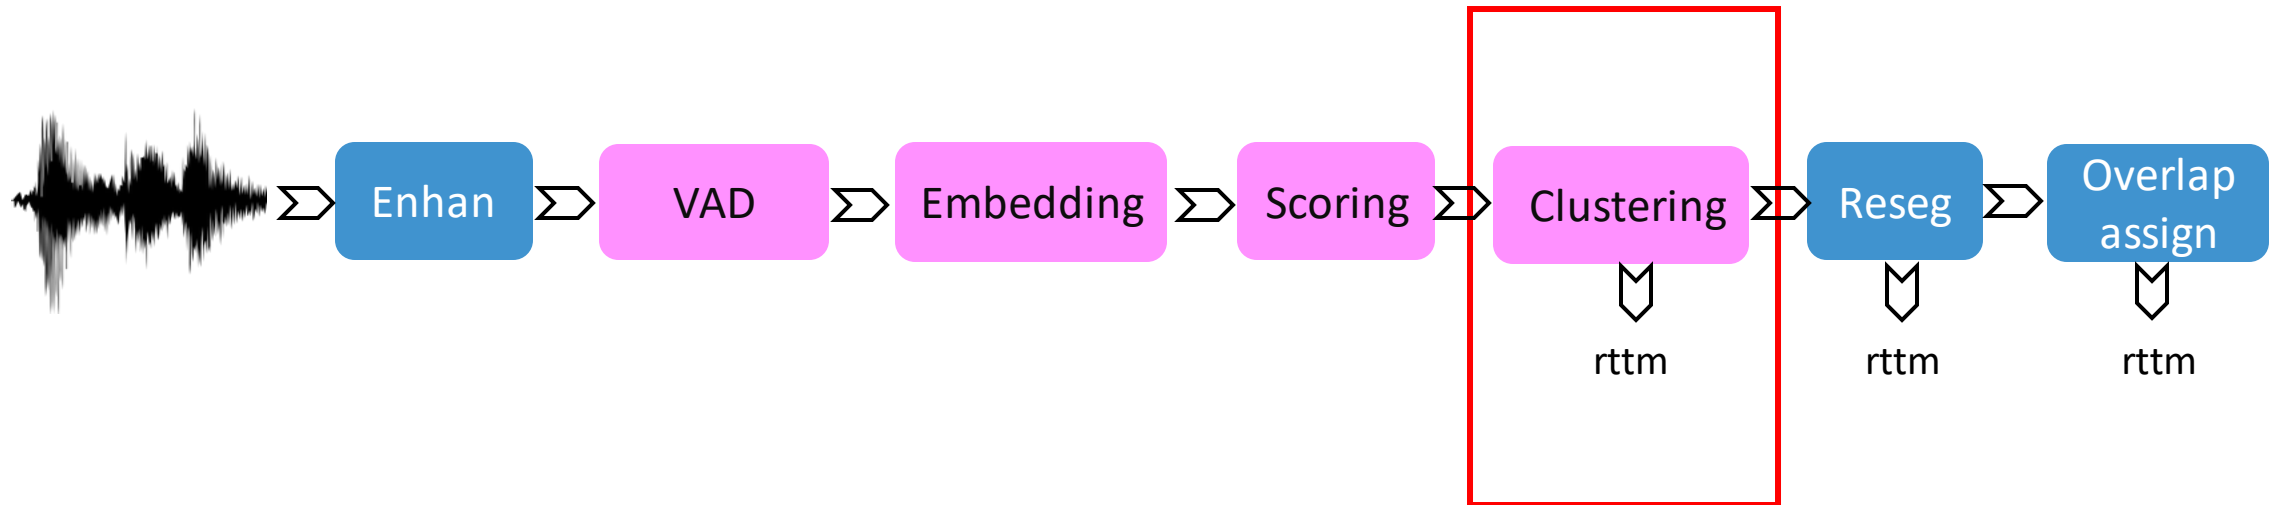 Enhan
VAD
Embedding
Scoring
Clustering
Reseg
Overlap
assign
rttm
rttm
rttm